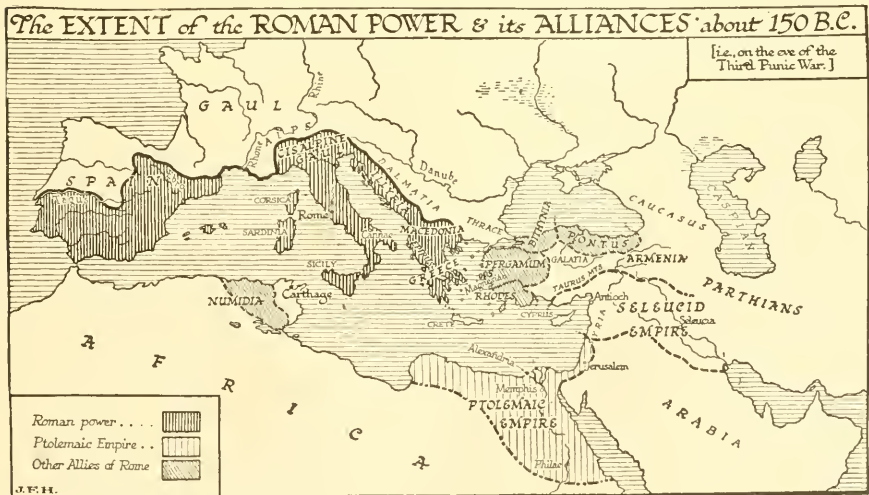 The EXTENT of the ROMAN POWER & its ALLIANCES about 150 B.C.
[i.e., on the eve of the
Third Punic War.]
GAUL
Rhine
ALPS
Rhone
CISALPINE
GAUL
Danube
DALMATIA
ILLYRIA
SPAIN
CORSICA
Rome
SARDINIA
Cannae
SICILY
MACEDONIA
THRACE
GREECE
BITHYNIA
PONTUS
CAUCASUS
CASPIAN
PERGAMUM
GALATIA
ARMENIA
Magnesia
RHODES
TAURUS MTS
Antioch
PARTHIANS
CRETE
CYPRUS
SYRIA
SELEUCID
EMPIRE
Seleucia
NUMIDIA
Carthage
Alexandria
Jerusalem
Memphis
PTOLEMAIC
EMPIRE
Philae
ARABIA
AFRICA
Roman power....
Ptolemaic Empire..
Other Allies of Rome
J.F.H.